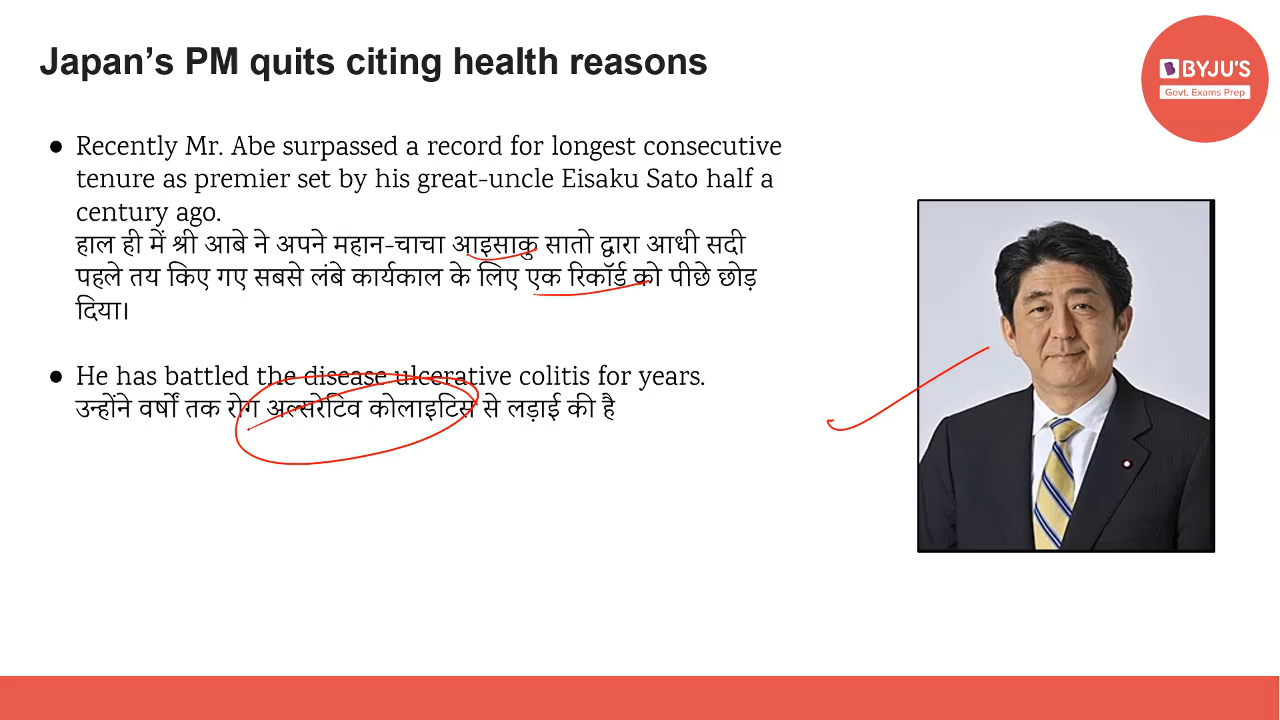 Japan’s PM quits citing health reasons
BYJU'S
Govt. Exams Prep
● Recently Mr. Abe surpassed a record for longest consecutive
tenure as premier set by his great-uncle Eisaku Sato half a
century ago.
हाल ही में श्री आबे ने अपने महान-चाचा आइसाकु सातो द्वारा आधी सदी
पहले तय किए गए सबसे लंबे कार्यकाल के लिए एक रिकॉर्ड को पीछे छोड़
दिया।
● He has battled the disease ulcerative colitis for years.
उन्होंने वर्षों तक रोग अल्सरेटिव कोलाइटिस से लड़ाई की है